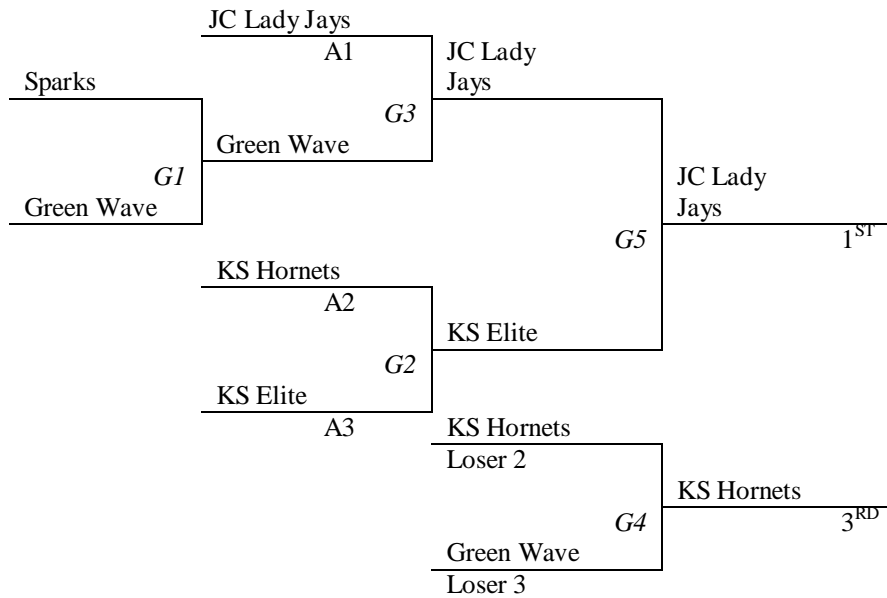 JC Lady Jays
A1
JC Lady
Jays
Sparks
G3
Green Wave
G1
JC Lady
Jays
Green Wave
G5
1ST
KS Hornets
A2
KS Elite
G2
KS Elite
A3
KS Hornets
Loser 2
KS Hornets
G4
3RD
Green Wave
Loser 3